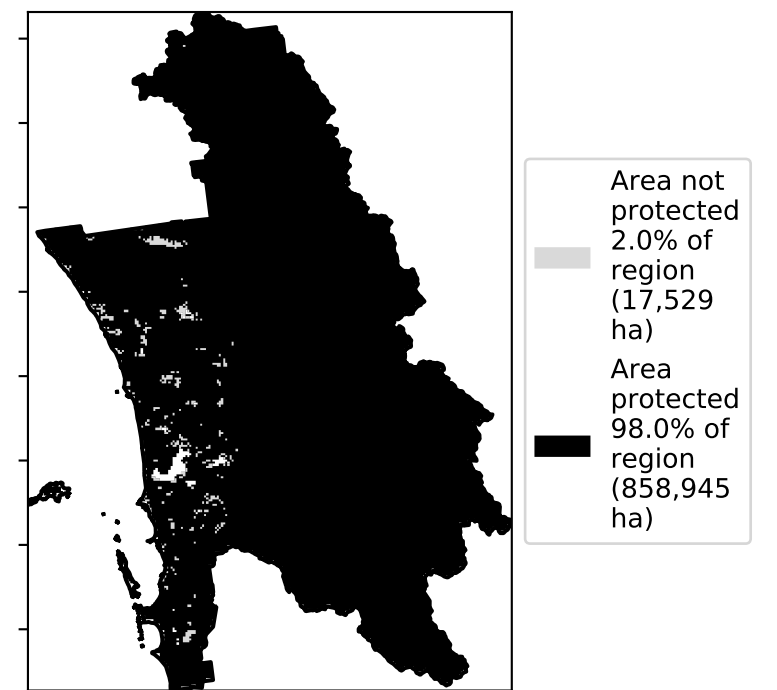 Area not
protected
2.0% of
region
(17,529
ha)
Area
protected
98.0% of
region
(858,945
ha)